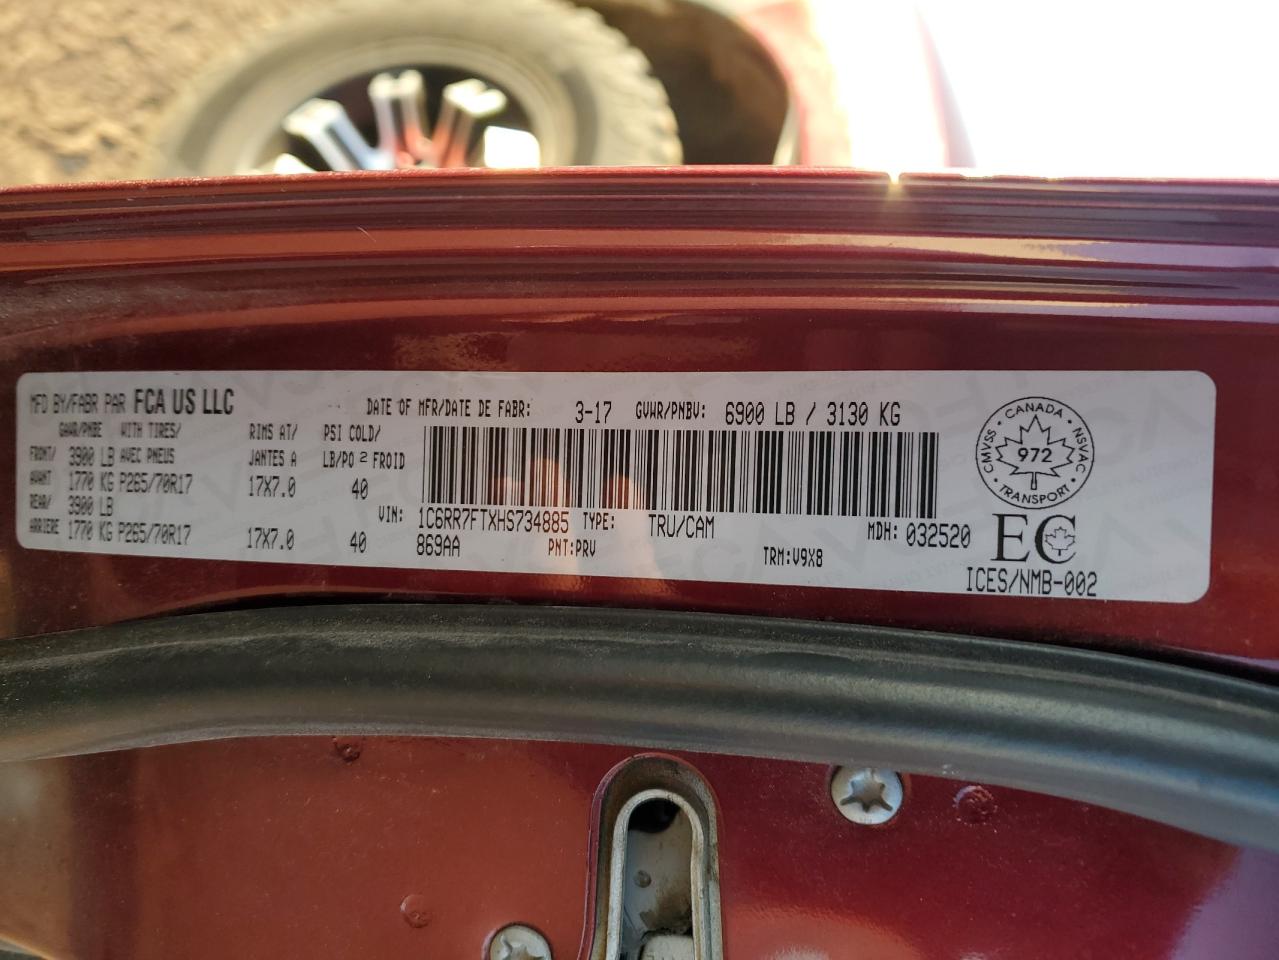 MFD BY/FABR PAR FCA US LLC DATE OF MFR/DATE DE FABR: 3-17 GVWR/PNBV: 6900 LB / 3130 KG
GAWR/PNBE WITH TIRES/ RIMS AT/ PSI COLD/
FRONT/ 3900 LB AVEC PNEUS JANTES A LB/PO² FROID
AVANT 1770 KG P265/70R17 17X7.0 40
REAR/ 3900 LB
ARRIERE 1770 KG P265/70R17 17X7.0 40
VIN: 1C6RR7FTXHS734885 TYPE: TRU/CAM MDH: 032520
869AA PNT:PRV TRM:V9X8
CANADA
CMVSS 972 NSVAC
TRANSPORT
EC
ICES/NMB-002